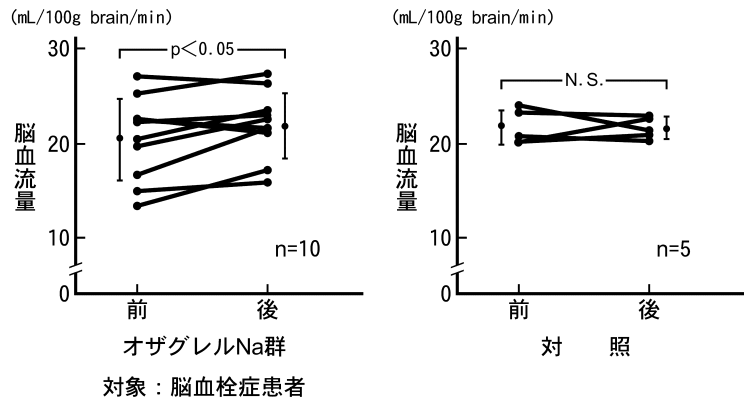 (mL/100g brain/min)
30
20
10
0
脳血流量
p＜0.05
n=10
前
後
オザグレルNa群
対象：脳血栓症患者
(mL/100g brain/min)
30
20
10
0
脳血流量
N.S.
n=5
前
後
対　照